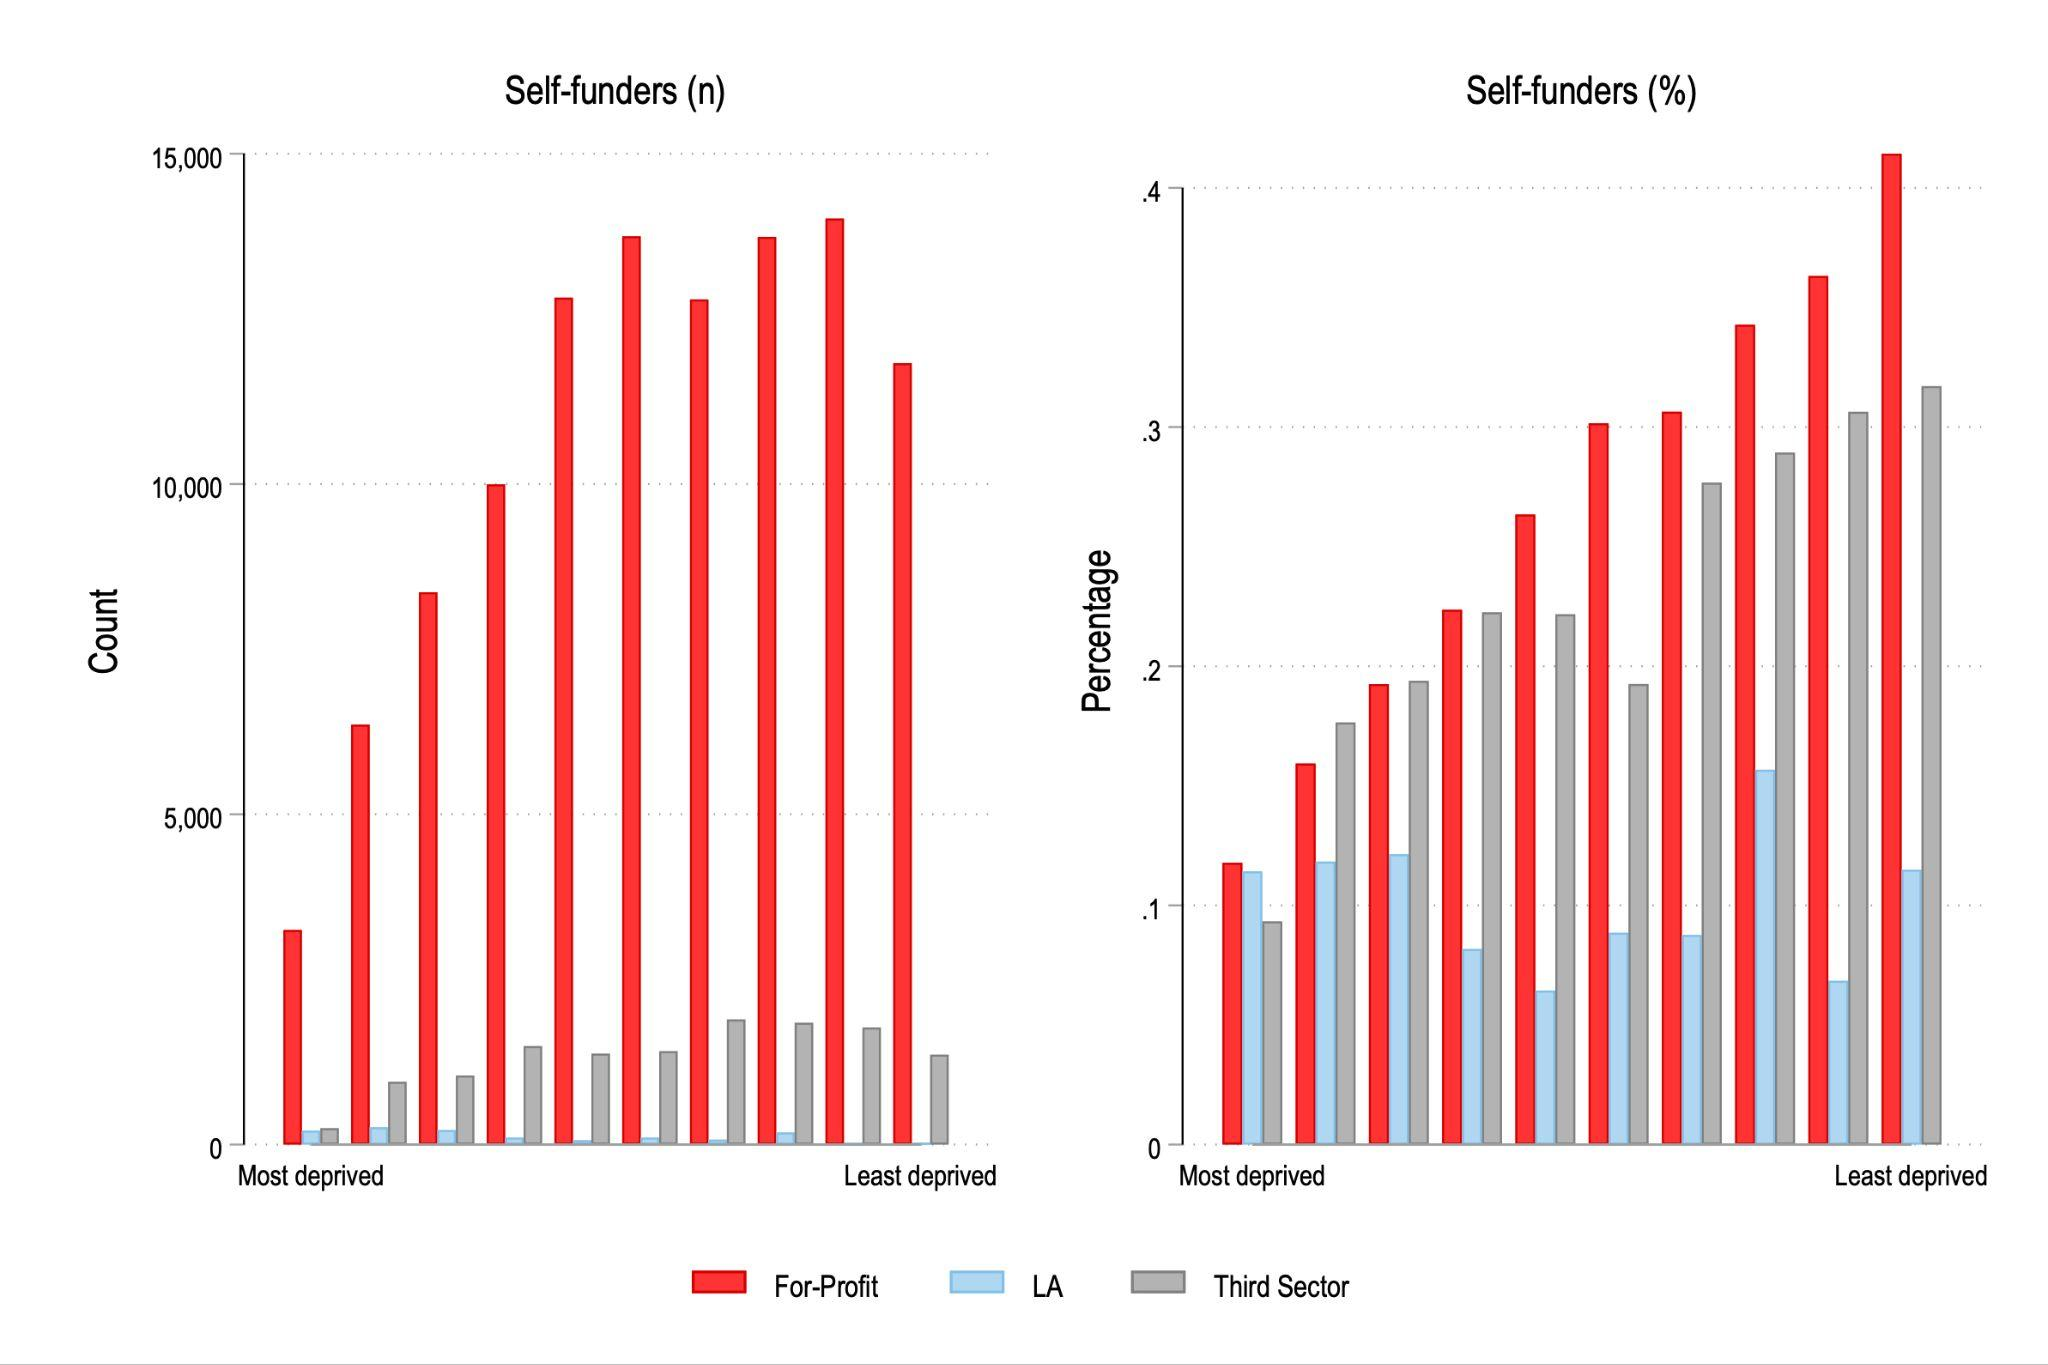 Self-funders (n)
15,000
10,000
5,000
0
Count
Most deprived
Least deprived
Self-funders (%)
.4
.3
.2
.1
0
Percentage
Most deprived
Least deprived
For-Profit
LA
Third Sector